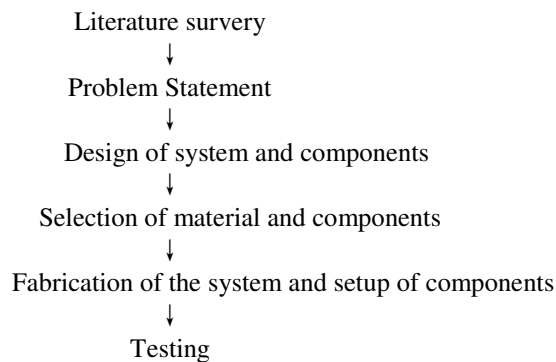 Literature survery
Problem Statement
Design of system and components
Selection of material and components
Fabrication of the system and setup of components
Testing